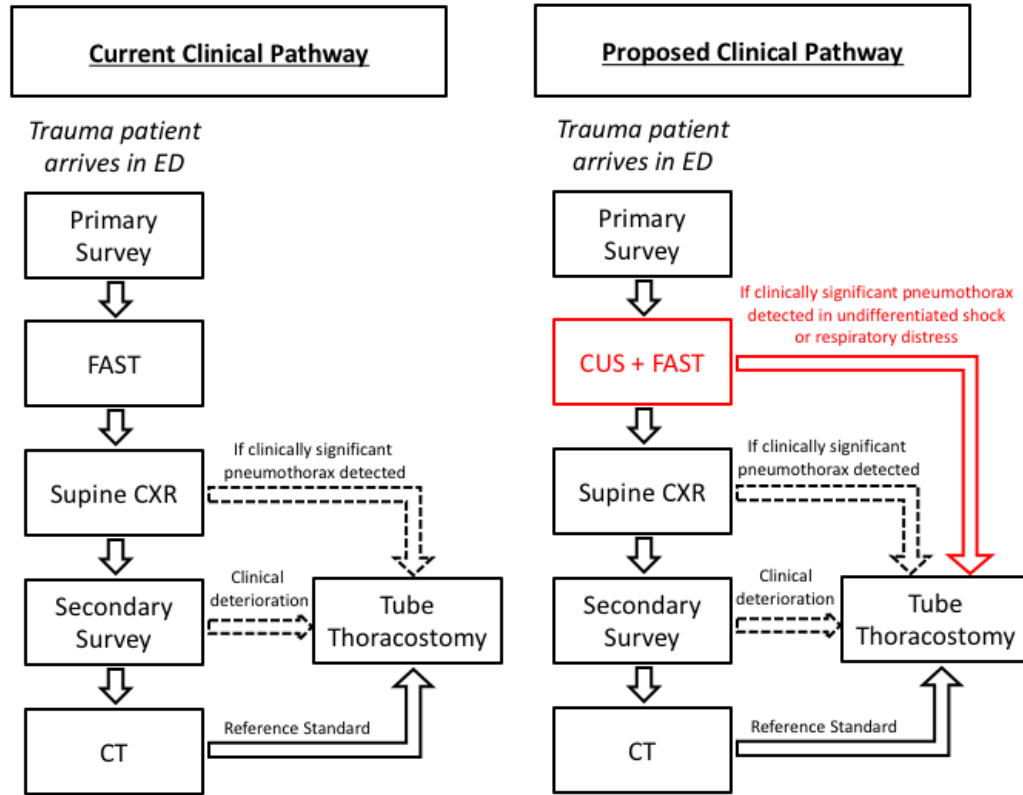 Current Clinical Pathway
Trauma patient
arrives in ED
Primary
Survey
FAST
If clinically significant
pneumothorax detected
Supine CXR
Clinical
deterioration
Secondary
Survey
Tube
Thoracostomy
Reference Standard
CT
Proposed Clinical Pathway
Trauma patient
arrives in ED
Primary
Survey
If clinically significant pneumothorax
detected in undifferentiated shock
or respiratory distress
CUS + FAST
If clinically significant
pneumothorax detected
Supine CXR
Clinical
deterioration
Secondary
Survey
Tube
Thoracostomy
Reference Standard
CT